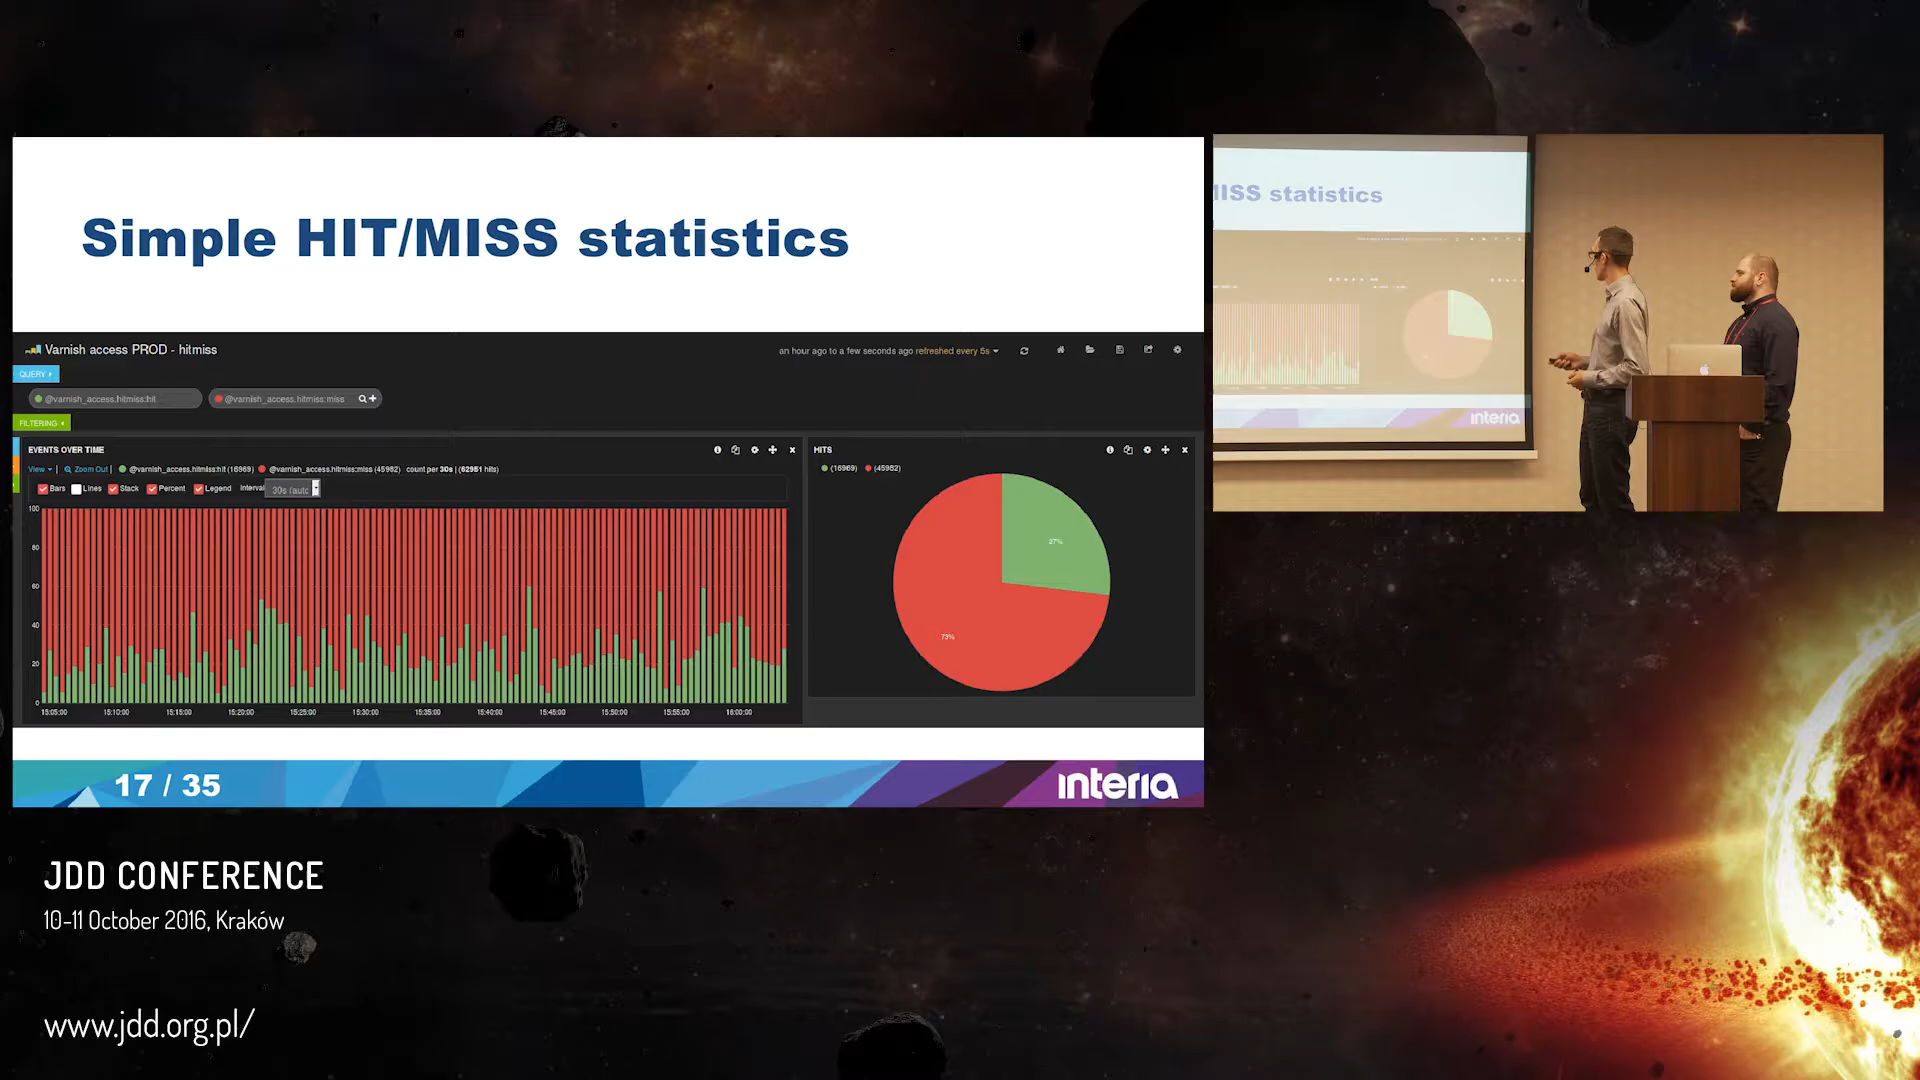 Simple HIT/MISS statistics
Varnish access PROD - hitmiss
an hour ago to a few seconds ago refreshed every 5s
QUERY
@varnish_access.hitmiss:hit
@varnish_access.hitmiss:miss
FILTERING
EVENTS OVER TIME
View | Zoom Out | @varnish_access.hitmiss:hit (16969) @varnish_access.hitmiss:miss (45982) count per 30s | (62951 hits)
Bars Lines Stack Percent Legend Interval 30s (auto
100
80
60
40
20
0
15:05:00 15:10:00 15:15:00 15:20:00 15:25:00 15:30:00 15:35:00 15:40:00 15:45:00 15:50:00 15:55:00 16:00:00
HITS
(16969) (45982)
27%
73%
17 / 35
interia
MISS statistics
interia
JDD CONFERENCE
10-11 October 2016, Kraków
www.jdd.org.pl/